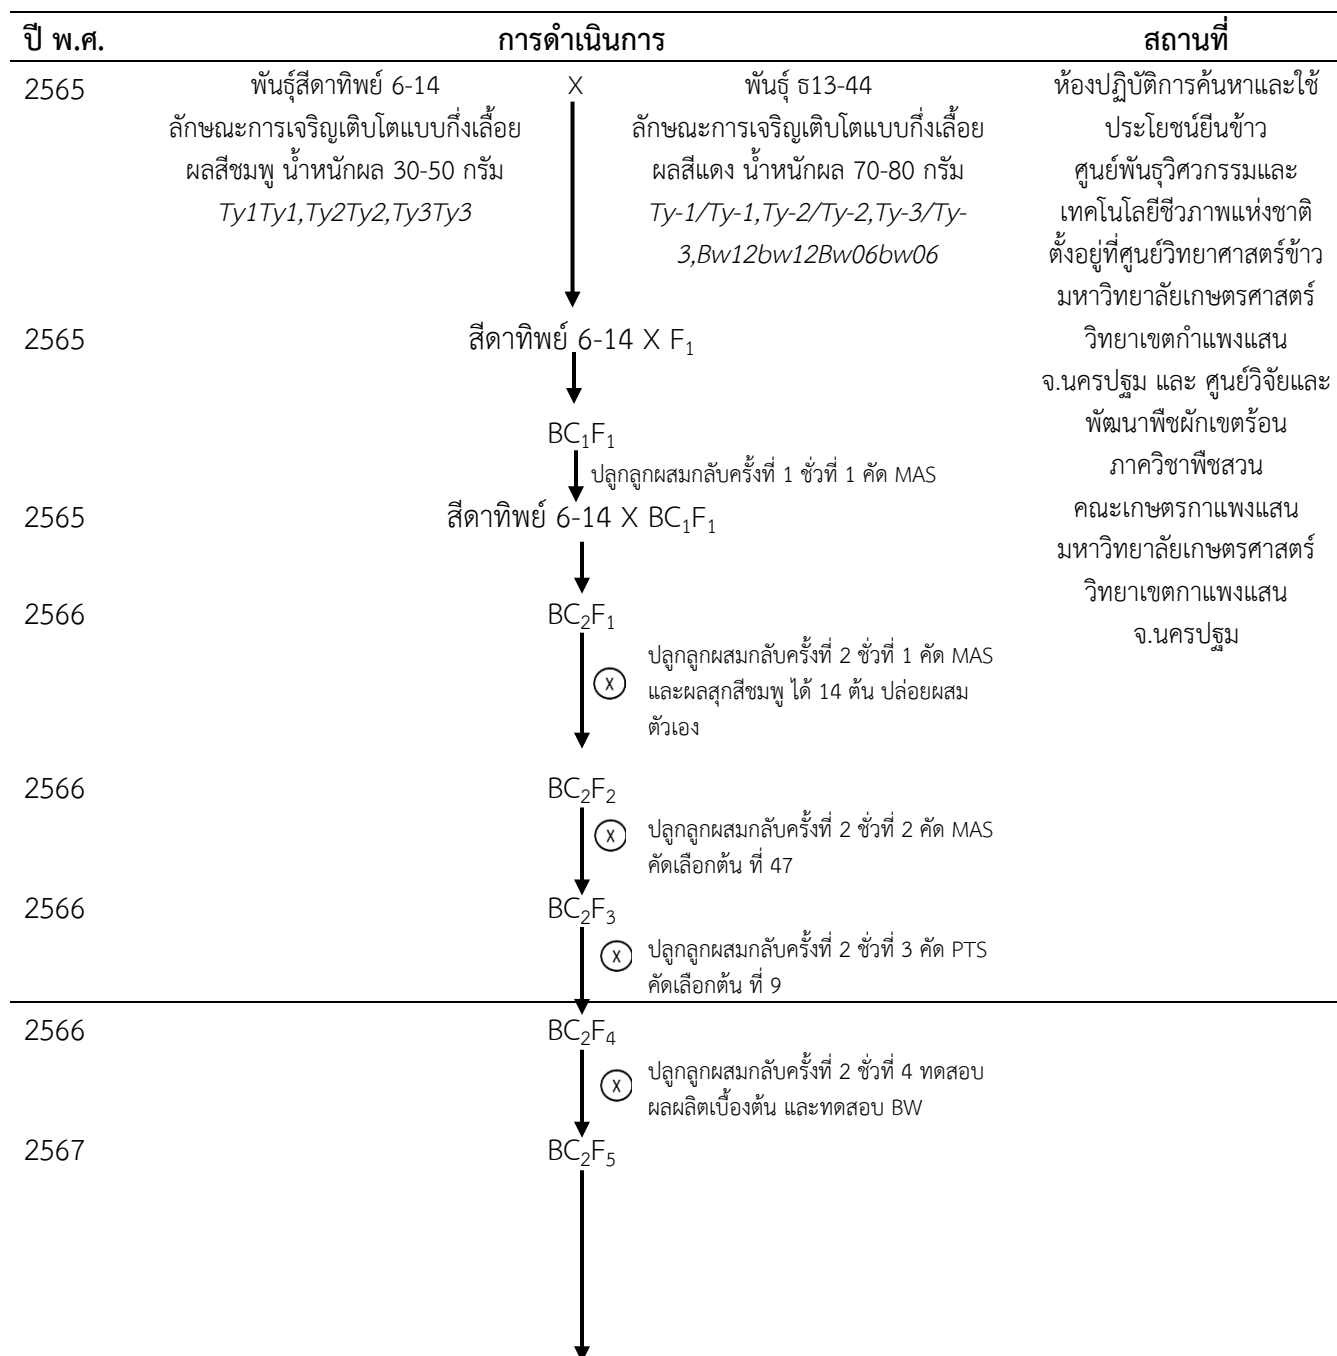 ปี พ.ศ. การดำเนินการ สถานที่
2565 พันธุ์สีดาทิพย์ 6-14 X พันธุ์ ธ13-44 ห้องปฏิบัติการค้นหาและใช้
ลักษณะการเจริญเติบโตแบบกึ่งเลื้อย ลักษณะการเจริญเติบโตแบบกึ่งเลื้อย ประโยชน์ยีนข้าว
ผลสีชมพู น้ำหนักผล 30-50 กรัม ผลสีแดง น้ำหนักผล 70-80 กรัม ศูนย์พันธุวิศวกรรมและ
Ty1Ty1,Ty2Ty2,Ty3Ty3 Ty-1/Ty-1,Ty-2/Ty-2,Ty-3/Ty- เทคโนโลยีชีวภาพแห่งชาติ
3,Bw12bw12Bw06bw06 ตั้งอยู่ที่ศูนย์วิทยาศาสตร์ข้าว
มหาวิทยาลัยเกษตรศาสตร์
2565 สีดาทิพย์ 6-14 X F1 วิทยาเขตกำแพงแสน
จ.นครปฐม และ ศูนย์วิจัยและ
BC1F1 พัฒนาพืชผักเขตร้อน
ปลูกลูกผสมกลับครั้งที่ 1 ชั่วที่ 1 คัด MAS ภาควิชาพืชสวน
2565 สีดาทิพย์ 6-14 X BC1F1 คณะเกษตรกาแพงแสน
มหาวิทยาลัยเกษตรศาสตร์
วิทยาเขตกาแพงแสน
2566 BC2F1 จ.นครปฐม
ปลูกลูกผสมกลับครั้งที่ 2 ชั่วที่ 1 คัด MAS
X และผลสุกสีชมพู ได้ 14 ต้น ปล่อยผสม
ตัวเอง
2566 BC2F2
X ปลูกลูกผสมกลับครั้งที่ 2 ชั่วที่ 2 คัด MAS
คัดเลือกต้น ที่ 47
2566 BC2F3
X ปลูกลูกผสมกลับครั้งที่ 2 ชั่วที่ 3 คัด PTS
คัดเลือกต้น ที่ 9
2566 BC2F4
X ปลูกลูกผสมกลับครั้งที่ 2 ชั่วที่ 4 ทดสอบ
ผลผลิตเบื้องต้น และทดสอบ BW
2567 BC2F5